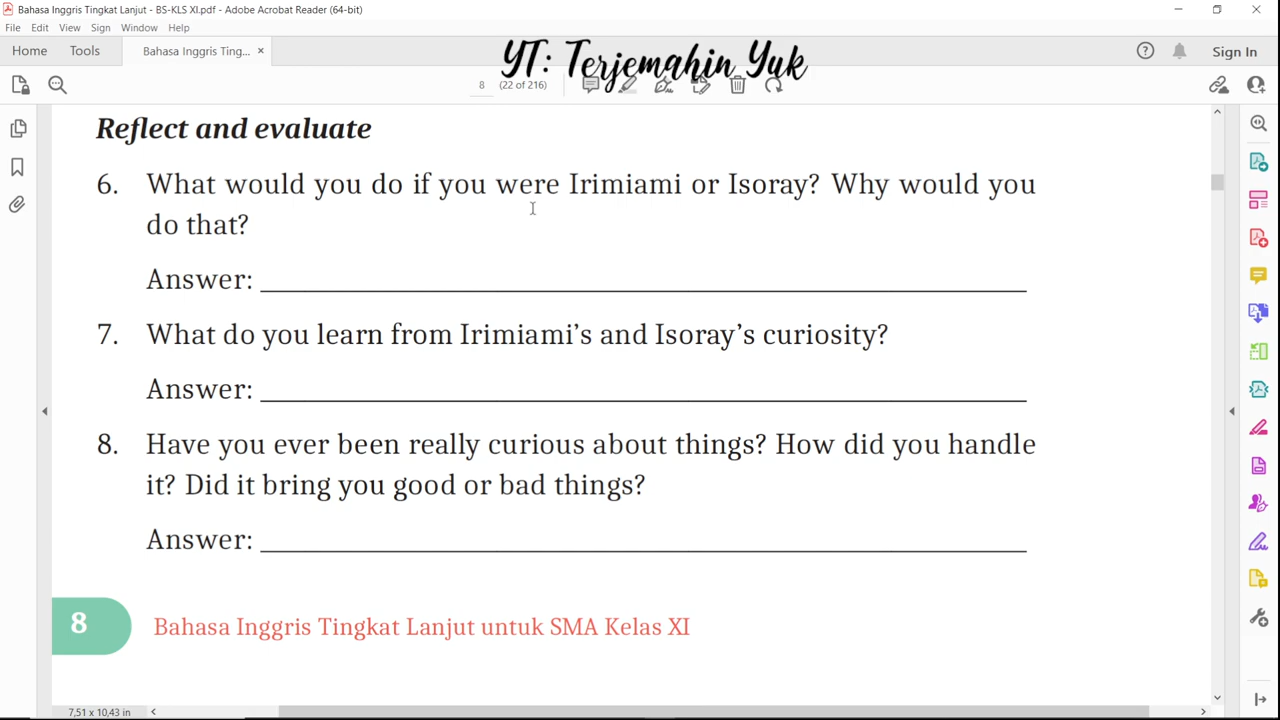 Bahasa Inggris Tingkat Lanjut - BS-KLS XI.pdf - Adobe Acrobat Reader (64-bit)
File Edit View Sign Window Help
Home Tools Bahasa Inggris Ting... × Sign In
YT: Terjemahin Yuk
8 (22 of 216)
Reflect and evaluate
6. What would you do if you were Irimiami or Isoray? Why would you
do that?
Answer: ____
7. What do you learn from Irimiami’s and Isoray’s curiosity?
Answer: ____
8. Have you ever been really curious about things? How did you handle
it? Did it bring you good or bad things?
Answer: ____
8 Bahasa Inggris Tingkat Lanjut untuk SMA Kelas XI
7,51 x 10,43 in